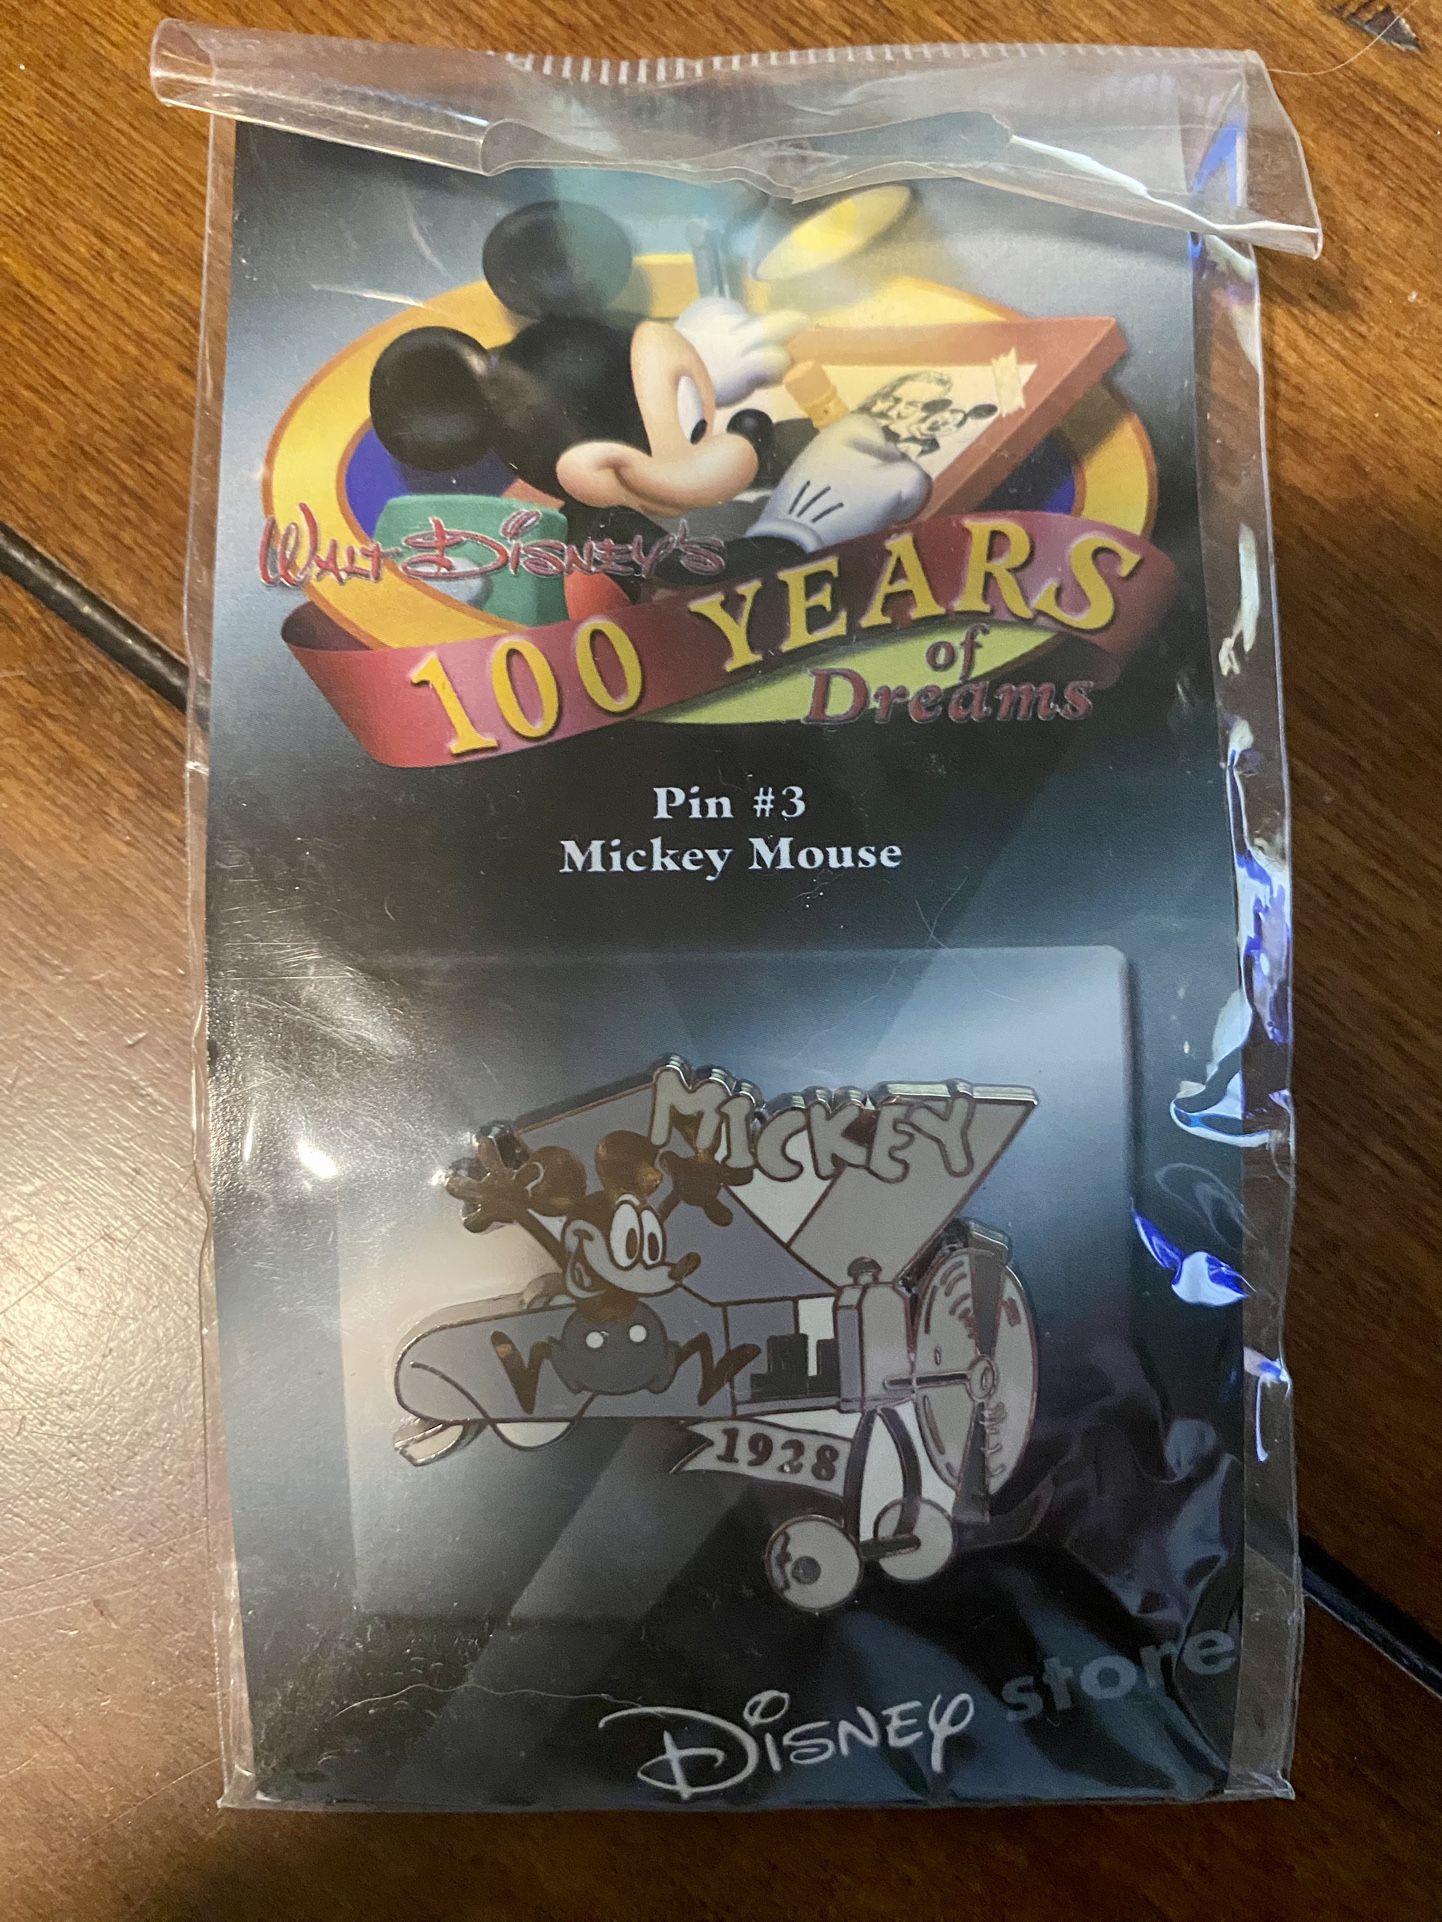 WALT DISNEY'S
100 YEARS
of
Dreams
Pin #3
Mickey Mouse
MICKEY
1928
DISNEY store